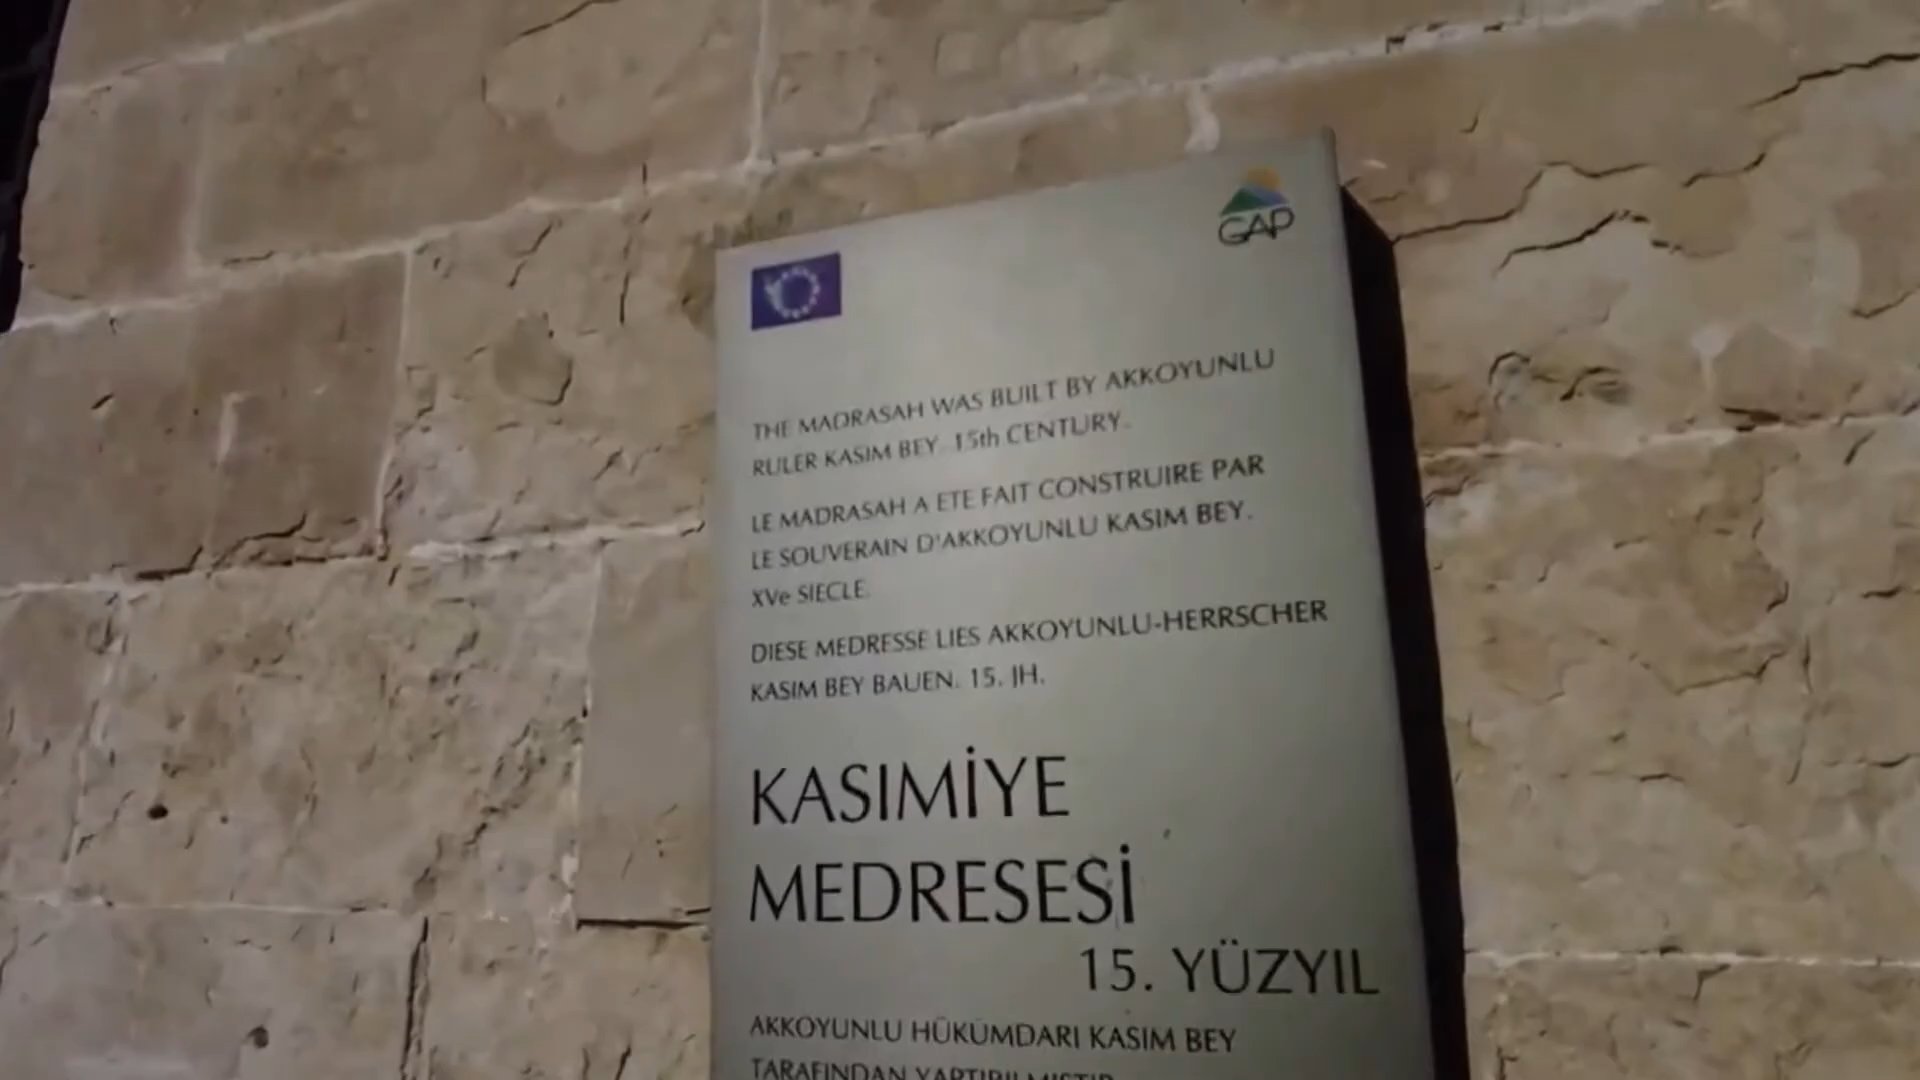 GAP
THE MADRASAH WAS BUILT BY AKKOYUNLU
RULER KASIM BEY. 15th CENTURY.
LE MADRASAH A ETE FAIT CONSTRUIRE PAR
LE SOUVERAIN D'AKKOYUNLU KASIM BEY.
XVe SIECLE.
DIESE MEDRESSE LIES AKKOYUNLU-HERRSCHER
KASIM BEY BAUEN. 15. JH.
KASIMİYE
MEDRESESİ
15. YÜZYIL
AKKOYUNLU HÜKÜMDARI KASIM BEY
TARAFINDAN YAPTIRILMIŞTIR